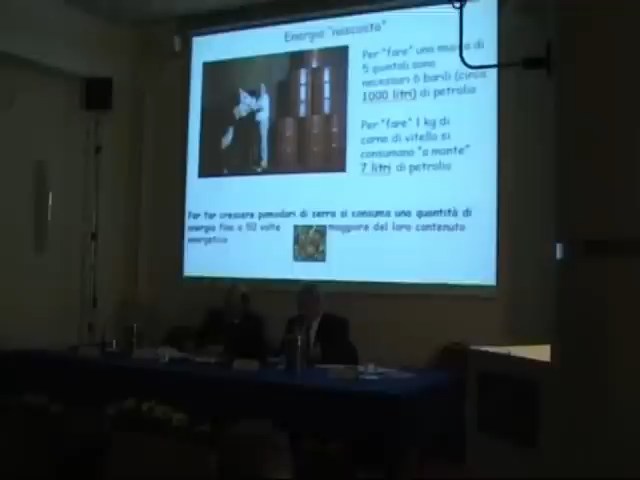 Energia "nascosta"
Per "fare" una mucca di
5 quintali sono
necessari 6 barili (circa
1000 litri) di petrolio
Per "fare" 1 kg di
carne di vitello si
consumano "a monte"
7 litri di petrolio
Per far crescere pomodori di serra si consuma una quantità di
energia fino a 50 volte maggiore del loro contenuto
energetico